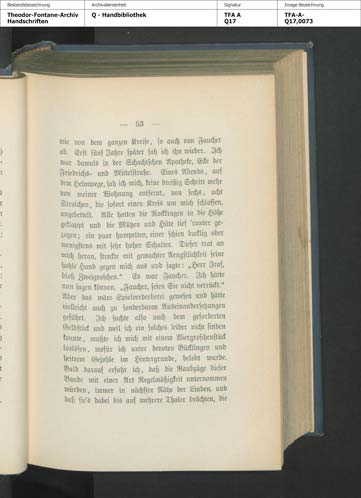 Bestandsbezeichnung
Archivalieneinheit
Signatur
Image Bezeichnung
Theodor-Fontane-Archiv
Handschriften
Q - Handbibliothek
TFA A
Q17
TFA-A-
Q17,0073
— 53 —
wie von dem ganzen Kreise, so auch von Faucher
ab. Erst fünf Jahre später sah ich ihn wieder. Ich
war damals in der Schachtschen Apotheke, Ecke der
Friedrichs- und Mittelstraße. Eines Abends, auf
dem Heimwege, sah ich mich, keine dreißig Schritt mehr
von meiner Wohnung entfernt, von sechs, acht
Strolchen, die sofort einen Kreis um mich schlossen,
angebettelt. Alle hatten die Rockkragen in die Höhe
geklappt und die Mützen und Hüte tief 'runter ge-
zogen; ein paar humpelten, einer schien bucklig oder
wenigstens mit sehr hoher Schulter. Dieser trat an
mich heran, streckte mit gemachter Aengstlichkeit seine
hohle Hand gegen mich aus und sagte: „Herr Graf,
bloß Zweigroschen.“ Es war Faucher. Ich hätte
nun sagen können, „Faucher, seien Sie nicht verrückt.“
Aber das wäre Spielverderberei gewesen und hätte
vielleicht auch zu sonderbaren Auseinandersetzungen
geführt. Ich suchte also nach dem geforderten
Geldstück und weil ich ein solches leider nicht finden
konnte, mußte ich mich mit einem Viergroschenstück
loslösen, wofür ich unter devoten Bücklingen und
heitrem Gejohle im Hintergrunde, belobt wurde.
Bald darauf erfuhr ich, daß die Raubzüge dieser
Bande mit einer Art Regelmäßigkeit unternommen
würden, immer in nächster Nähe der Linden, und
daß sie's dabei bis auf mehrere Thaler brächten, die